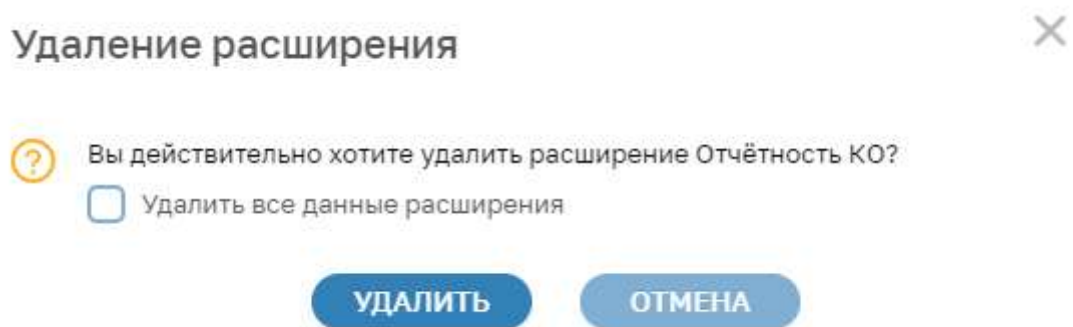 Удаление расширения
Вы действительно хотите удалить расширение Отчётность КО?
Удалить все данные расширения
УДАЛИТЬ ОТМЕНА